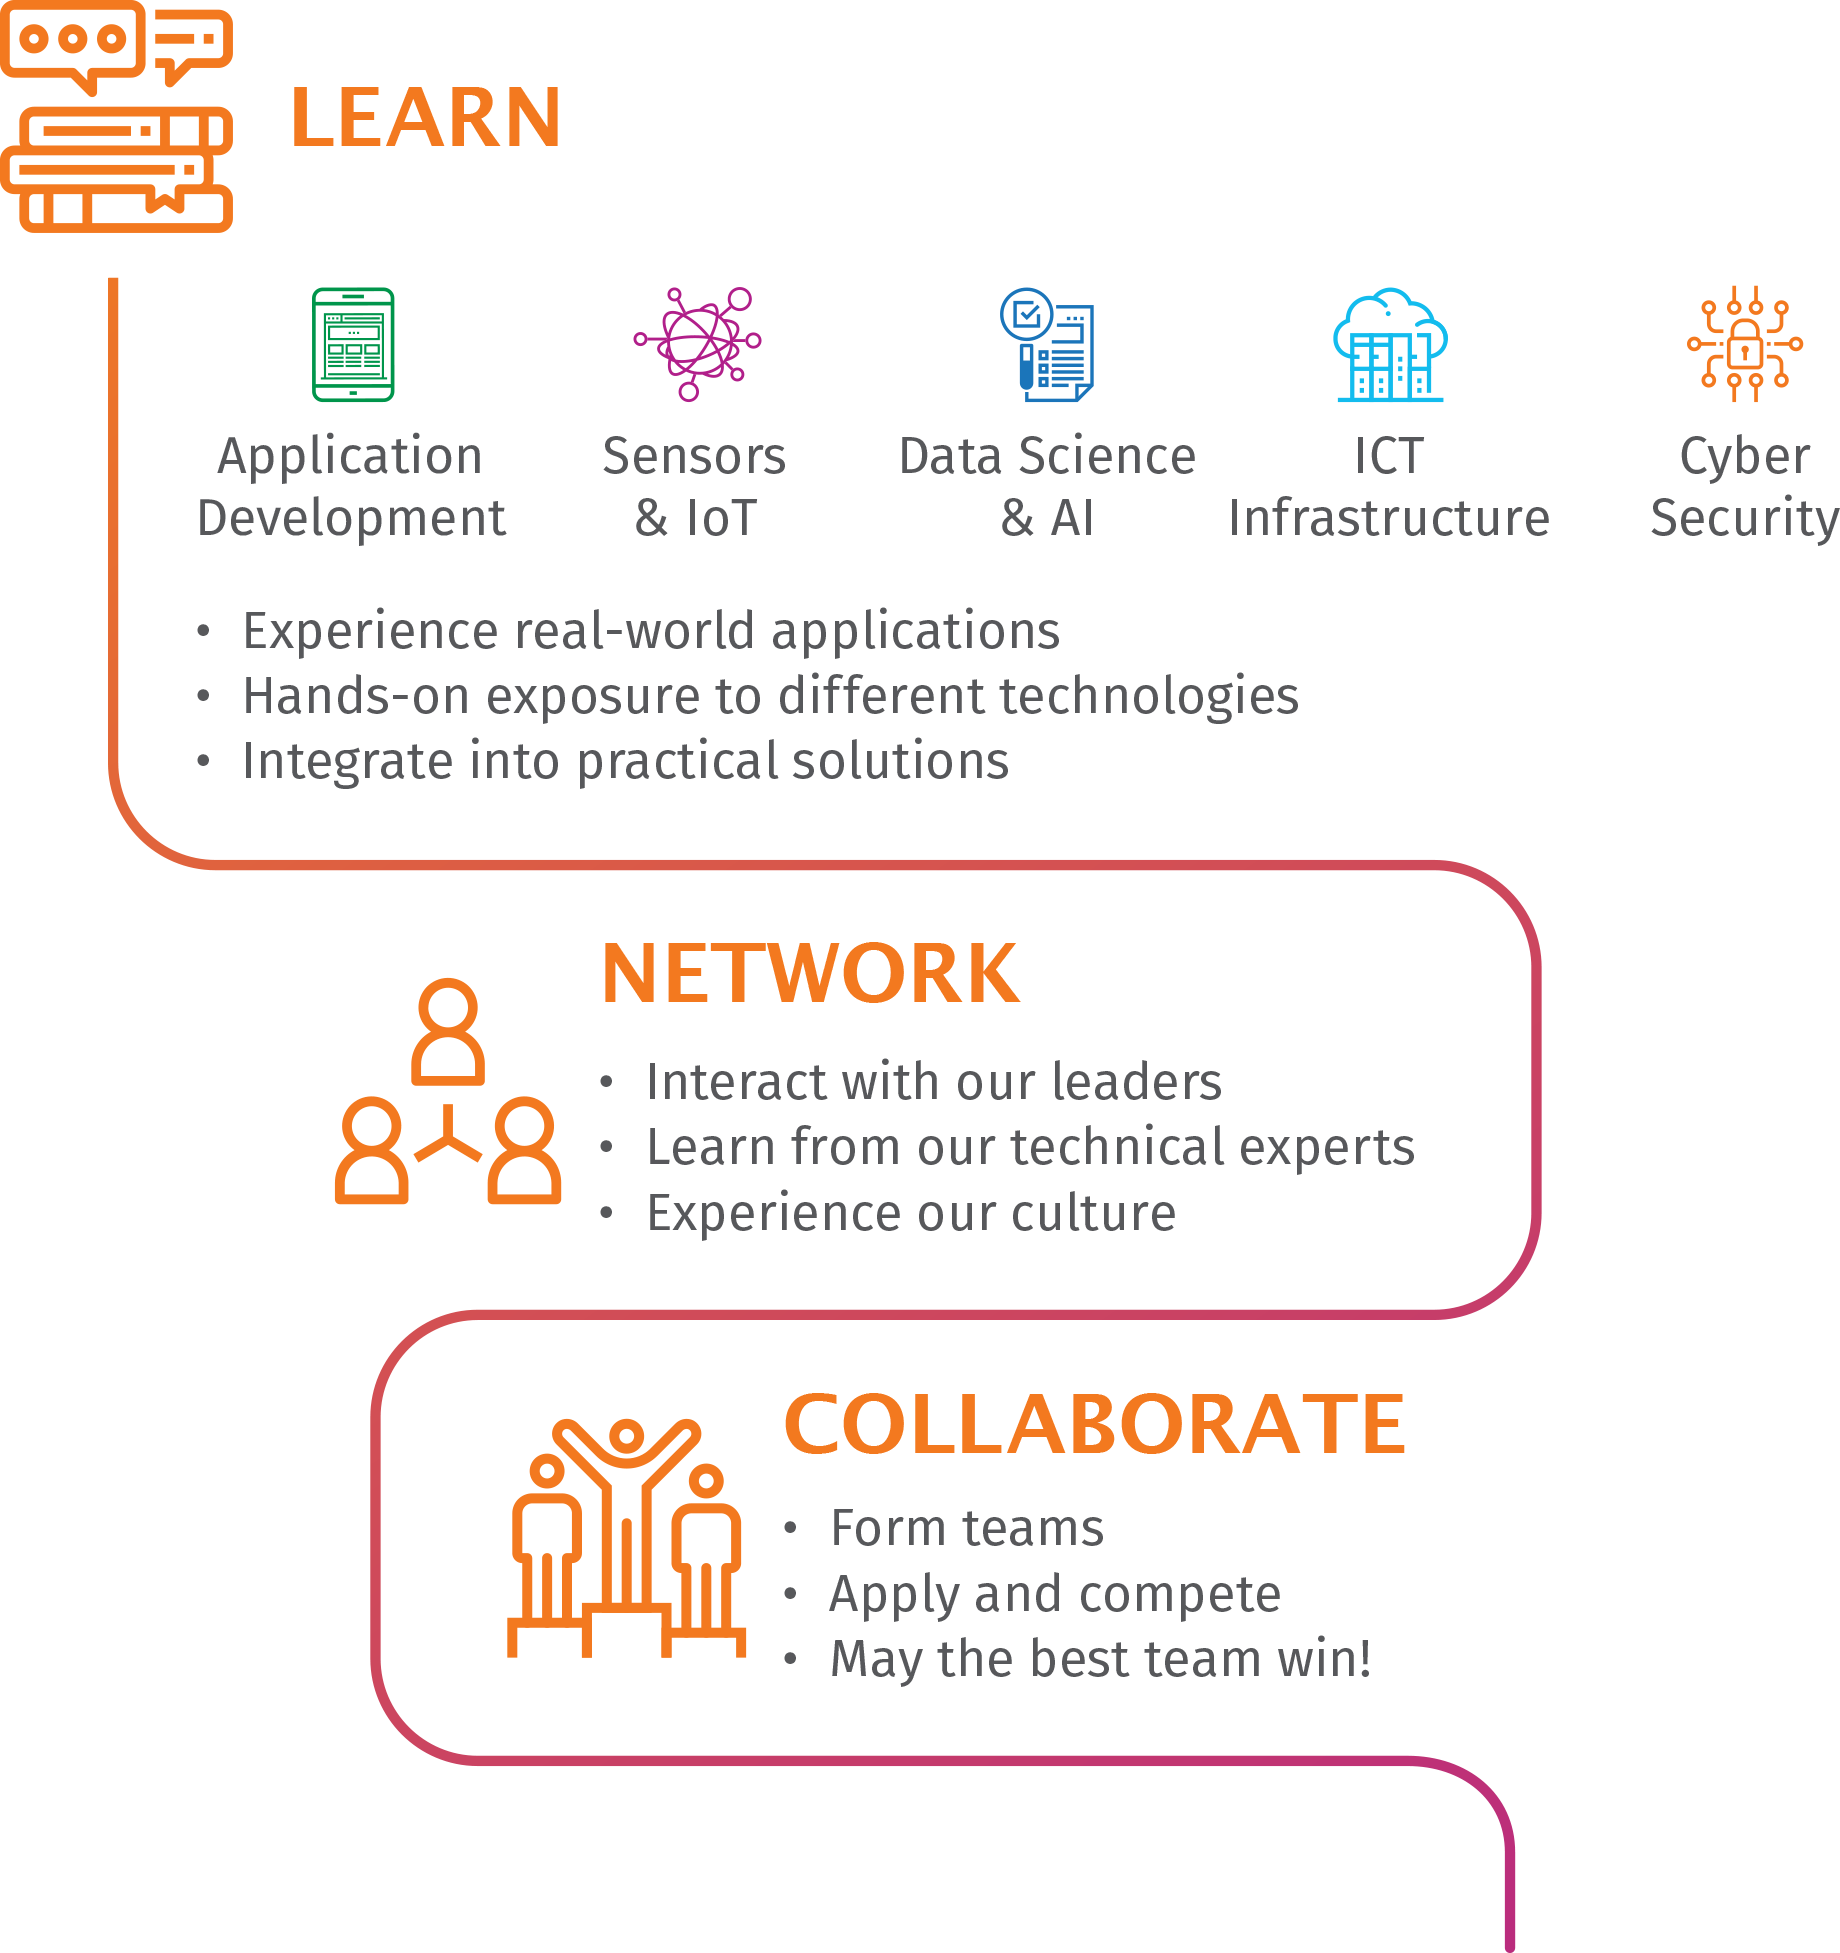 LEARN
Application Development
Sensors & IoT
Data Science & AI
ICT Infrastructure
Cyber Security
• Experience real-world applications
• Hands-on exposure to different technologies
• Integrate into practical solutions
NETWORK
• Interact with our leaders
• Learn from our technical experts
• Experience our culture
COLLABORATE
• Form teams
• Apply and compete
• May the best team win!